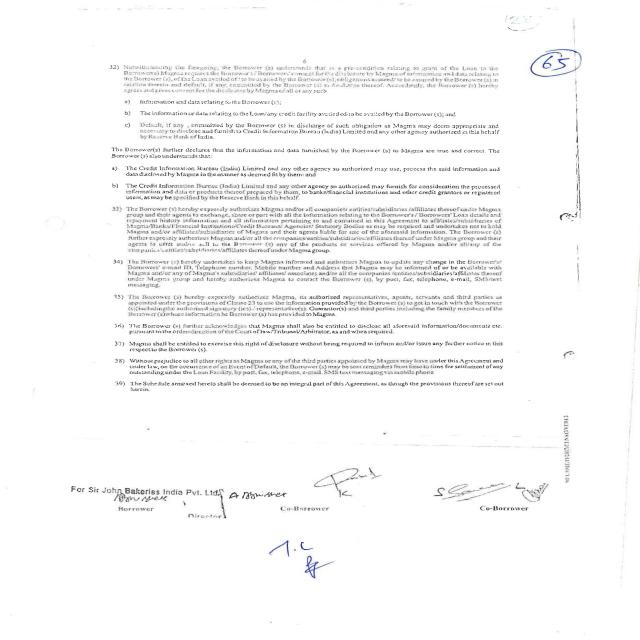 65
6
32) Notwithstanding the foregoing, the Borrower (s) understands that as a pre-condition relating to grant of the Loan to the
Borrower(s) Magma requires the Borrower's / Borrowers' consent for the disclosure by Magma of information and data relating to
the Borrower (s), of the Loan availed of/to be availed by the Borrower (s), obligations assumed/to be assumed by the Borrower (s) in
relation thereto and default, if any, committed by the Borrower (s) in discharge thereof. Accordingly, the Borrower (s) hereby
agrees and gives consent for the disclosure by Magma of all or any such
a) Information and data relating to the Borrower (s);
b) The information or data relating to the Loan/any credit facility availed of/to be availed by the Borrower (s); and
c) Default, if any, committed by the Borrower (s) in discharge of such obligation as Magma may deem appropriate and
necessary to disclose and furnish to Credit Information Bureau (India) Limited and any other agency authorized in this behalf
by Reserve Bank of India.
The Borrower(s) further declares that the information and data furnished by the Borrower (s) to Magma are true and correct. The
Borrower (s) also understands that:
a) The Credit Information Bureau (India) Limited and any other agency so authorized may use, process the said information and
data disclosed by Magma in the manner as deemed fit by them; and
b) The Credit Information Bureau (India) Limited and any other agency so authorized may furnish for consideration the processed
information and data or products thereof prepared by them, to banks/financial institutions and other credit grantors or registered
users, as may be specified by the Reserve Bank in this behalf.
33) The Borrower (s) hereby expressly authorizes Magma and/or all companies/entities/subsidiaries/affiliates thereof under Magma
group and their agents to exchange, share or part with all the information relating to the Borrower's / Borrowers' Loan details and
repayment history information and all information pertaining to and contained in this Agreement to affiliates/subsidiaries of
Magma/Banks/Financial Institution/Credit Bureaus/ Agencies/ Statutory Bodies as may be required and undertakes not to hold
Magma and/or affiliates/subsidiaries of Magma and their agents liable for use of the aforesaid information. The Borrower (s)
further expressly authorizes Magma and/or all the companies/entities/subsidiaries/affiliates thereof under Magma group and their
agents to offer and/or sell to the Borrower (s) any of the products or services offered by Magma and/or all/any of the
companies/entities/subsidiaries/affiliates thereof under Magma group.
34) The Borrower (s) hereby undertakes to keep Magma informed and authorizes Magma to update any change in the Borrower's/
Borrowers' e-mail ID, Telephone number, Mobile number and Address that Magma may be informed of or be available with
Magma and/or any of Magma's subsidiaries/ affiliates/ associates and/or all the companies/entities/subsidiaries/affiliates thereof
under Magma group and hereby authorizes Magma to contact the Borrower (s), by post, fax, telephone, e-mail, SMS/text
messaging.
35) The Borrower (s) hereby expressly authorizes Magma, its authorized representatives, agents, servants and third parties as
appointed under the provisions of Clause 23 to use the information provided by the Borrower (s) to get in touch with the Borrower
(s)(including the authorized signatory (ies) / representative(s), Guarantor(s) and third parties including the family members of the
Borrower (s) whose information he Borrower (s) has provided to Magma.
36) The Borrower (s) further acknowledges that Magma shall also be entitled to disclose all aforesaid information/documents etc.
pursuant to the order/direction of the Court of law/Tribunal/Arbitrator, as and when required.
37) Magma shall be entitled to exercise this right of disclosure without being required to inform and/or issue any further notice in this
respect to the Borrower (s).
38) Without prejudice to all other rights as Magma or any of the third parties appointed by Magma may have under this Agreement and
under law, on the occurrence of an Event of Default, the Borrower (s) may be sent reminders from time to time for settlement of any
outstanding under the Loan Facility, by post, fax, telephone, e-mail, SMS text messaging via mobile phone
39) The Schedule annexed hereto shall be deemed to be an integral part of this Agreement, as though the provisions thereof are set out
herein.
For Sir John Bakeries India Pvt. Ltd.
Borrower
Director
Co-Borrower
Co-Borrower
T.C